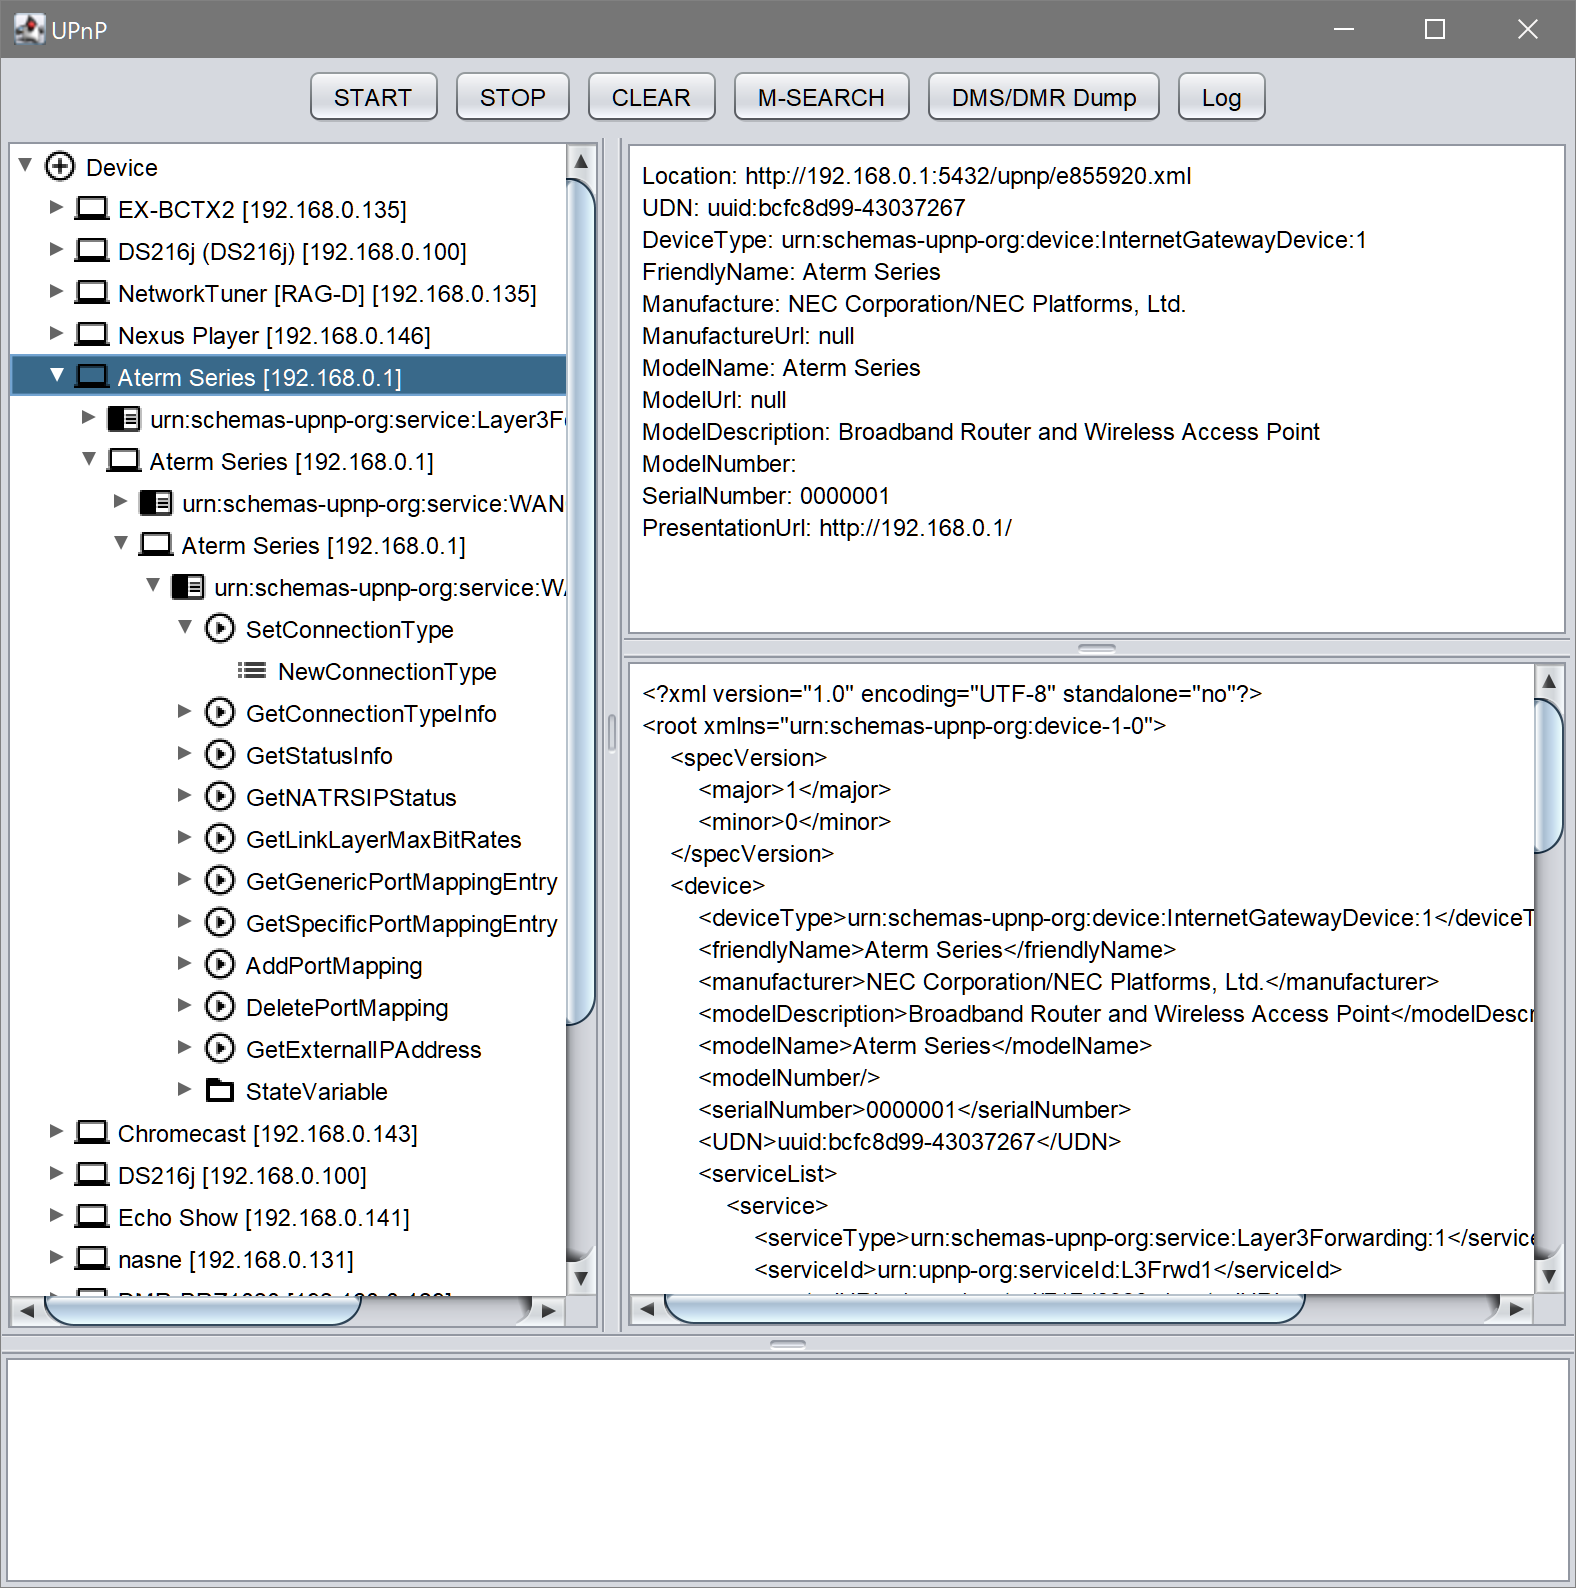 UPnP
START STOP CLEAR M-SEARCH DMS/DMR Dump Log
Device
EX-BCTX2 [192.168.0.135]
DS216j (DS216j) [192.168.0.100]
NetworkTuner [RAG-D] [192.168.0.135]
Nexus Player [192.168.0.146]
Aterm Series [192.168.0.1]
urn:schemas-upnp-org:service:Layer3F
Aterm Series [192.168.0.1]
urn:schemas-upnp-org:service:WAN
Aterm Series [192.168.0.1]
urn:schemas-upnp-org:service:WA
SetConnectionType
NewConnectionType
GetConnectionTypeInfo
GetStatusInfo
GetNATRSIPStatus
GetLinkLayerMaxBitRates
GetGenericPortMappingEntry
GetSpecificPortMappingEntry
AddPortMapping
DeletePortMapping
GetExternalIPAddress
StateVariable
Chromecast [192.168.0.143]
DS216j [192.168.0.100]
Echo Show [192.168.0.141]
nasne [192.168.0.131]
Location: http://192.168.0.1:5432/upnp/e855920.xml
UDN: uuid:bcfc8d99-43037267
DeviceType: urn:schemas-upnp-org:device:InternetGatewayDevice:1
FriendlyName: Aterm Series
Manufacture: NEC Corporation/NEC Platforms, Ltd.
ManufactureUrl: null
ModelName: Aterm Series
ModelUrl: null
ModelDescription: Broadband Router and Wireless Access Point
ModelNumber:
SerialNumber: 0000001
PresentationUrl: http://192.168.0.1/
<?xml version="1.0" encoding="UTF-8" standalone="no"?>
<root xmlns="urn:schemas-upnp-org:device-1-0">
<specVersion>
<major>1</major>
<minor>0</minor>
</specVersion>
<device>
<deviceType>urn:schemas-upnp-org:device:InternetGatewayDevice:1</deviceT
<friendlyName>Aterm Series</friendlyName>
<manufacturer>NEC Corporation/NEC Platforms, Ltd.</manufacturer>
<modelDescription>Broadband Router and Wireless Access Point</modelDescr
<modelName>Aterm Series</modelName>
<modelNumber/>
<serialNumber>0000001</serialNumber>
<UDN>uuid:bcfc8d99-43037267</UDN>
<serviceList>
<service>
<serviceType>urn:schemas-upnp-org:service:Layer3Forwarding:1</service
<serviceId>urn:upnp-org:serviceId:L3Frwd1</serviceId>